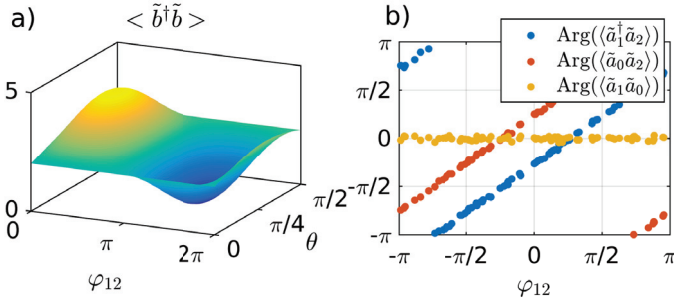 a)
< b̃†b̃ >
5
0
0
π
2π
φ12
0
π/4
π/2
θ
b)
Arg(⟨ã₁†ã₂⟩)
Arg(⟨ã₀ã₂⟩)
Arg(⟨ã₁ã₀⟩)
π
π/2
0
-π/2
-π
-π
-π/2
0
π/2
π
φ12